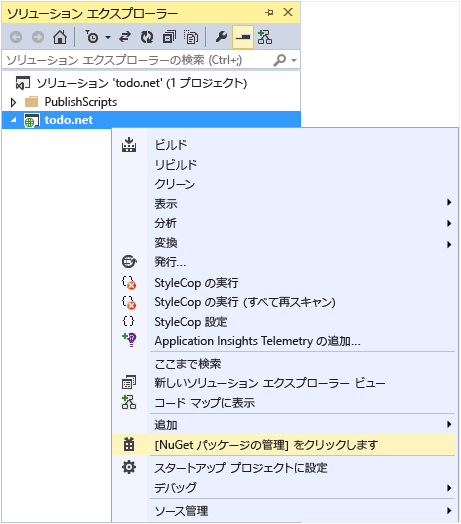 ソリューション エクスプローラー
ソリューション エクスプローラーの検索 (Ctrl+;)
ソリューション 'todo.net' (1 プロジェクト)
PublishScripts
todo.net
ビルド
リビルド
クリーン
表示
分析
変換
発行...
StyleCop の実行
StyleCop の実行 (すべて再スキャン)
StyleCop 設定
Application Insights Telemetry の追加...
ここまで検索
新しいソリューション エクスプローラー ビュー
コード マップに表示
追加
[NuGet パッケージの管理] をクリックします
スタートアップ プロジェクトに設定
デバッグ
ソース管理